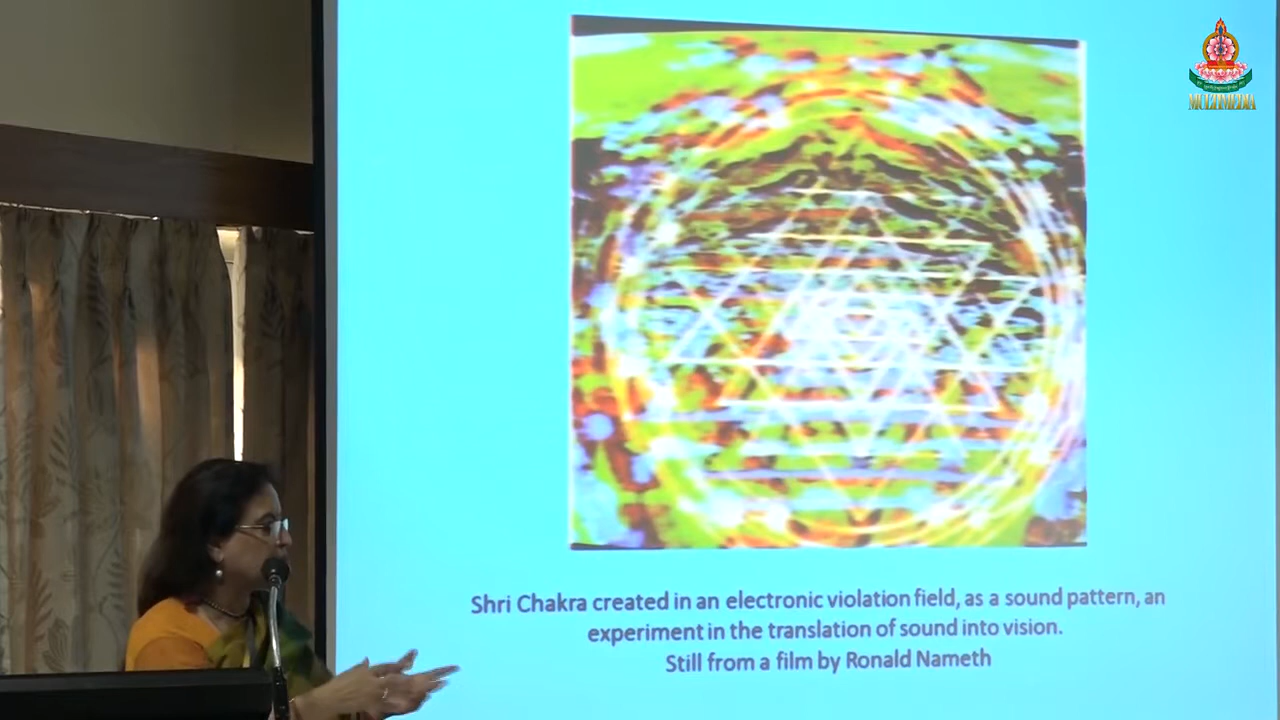 MULTIMEDIA
Shri Chakra created in an electronic violation field, as a sound pattern, an
experiment in the translation of sound into vision.
Still from a film by Ronald Nameth